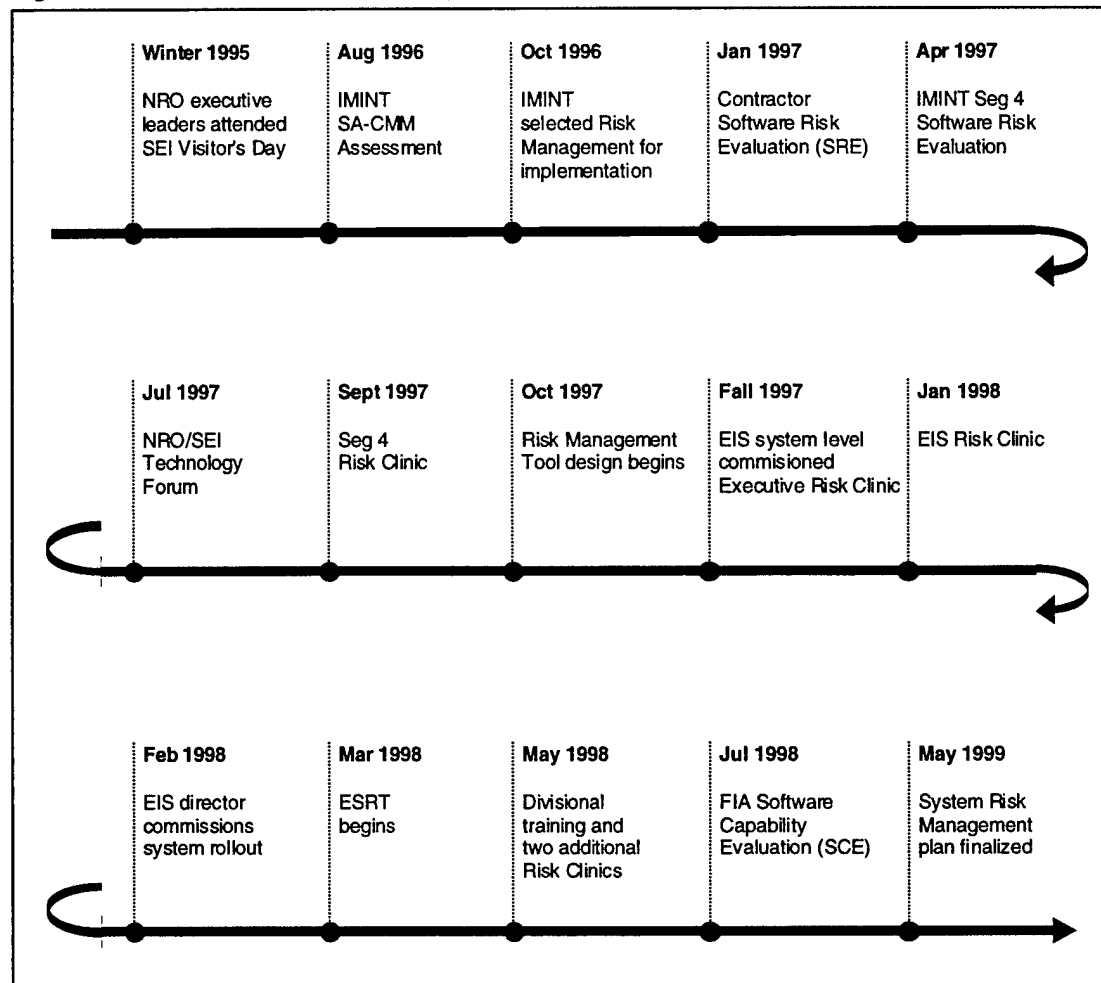 Winter 1995
NRO executive
leaders attended
SEI Visitor's Day
Aug 1996
IMINT
SA-CMM
Assessment
Oct 1996
IMINT
selected Risk
Management for
implementation
Jan 1997
Contractor
Software Risk
Evaluation (SRE)
Apr 1997
IMINT Seg 4
Software Risk
Evaluation
Jul 1997
NRO/SEI
Technology
Forum
Sept 1997
Seg 4
Risk Clinic
Oct 1997
Risk Management
Tool design begins
Fall 1997
EIS system level
commisioned
Executive Risk Clinic
Jan 1998
EIS Risk Clinic
Feb 1998
EIS director
commissions
system rollout
Mar 1998
ESRT
begins
May 1998
Divisional
training and
two additional
Risk Clinics
Jul 1998
FIA Software
Capability
Evaluation (SCE)
May 1999
System Risk
Management
plan finalized